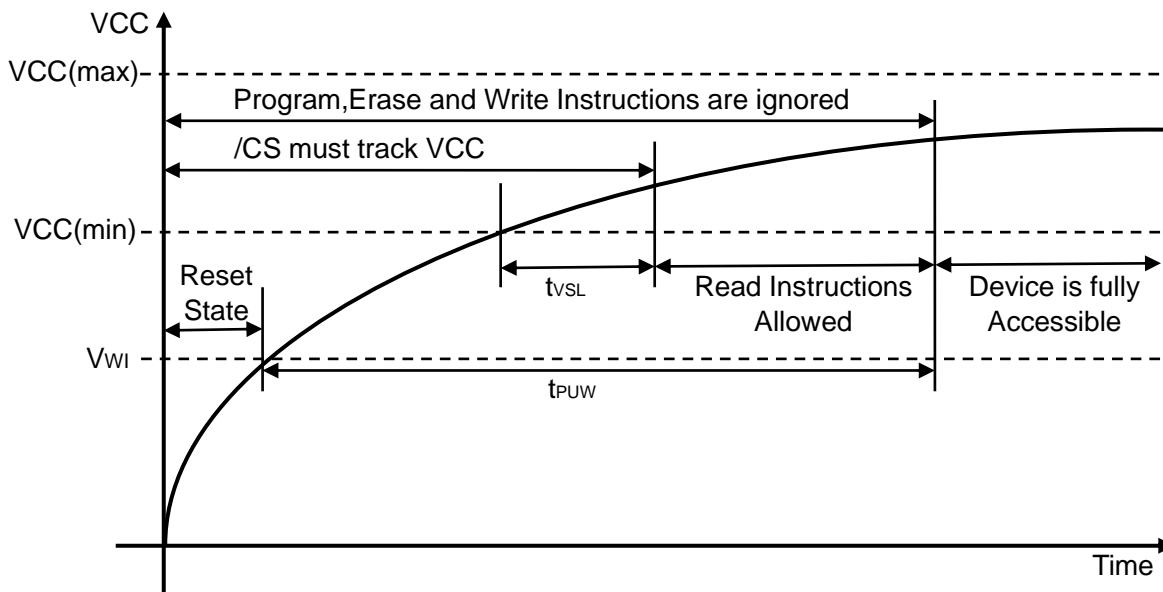 VCC
VCC(max)
Program,Erase and Write Instructions are ignored
/CS must track VCC
VCC(min)
Reset
State
tVSL
Read Instructions
Allowed
Device is fully
Accessible
VWI
tPUW
Time